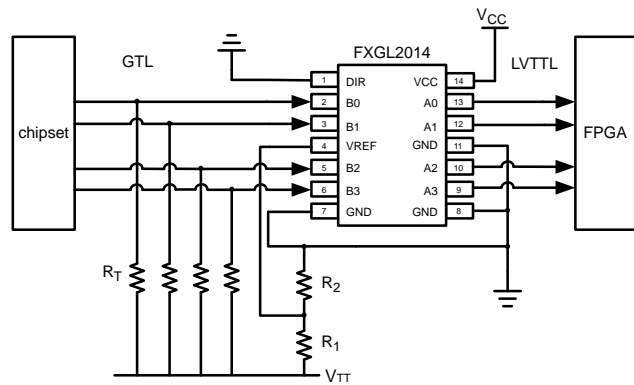 VCC
FXGL2014
GTL
LVTTL
1 DIR VCC 14
2 B0 A0 13
3 B1 A1 12
chipset
FPGA
4 VREF GND 11
5 B2 A2 10
6 B3 A3 9
7 GND GND 8
RT
R2
R1
VTT